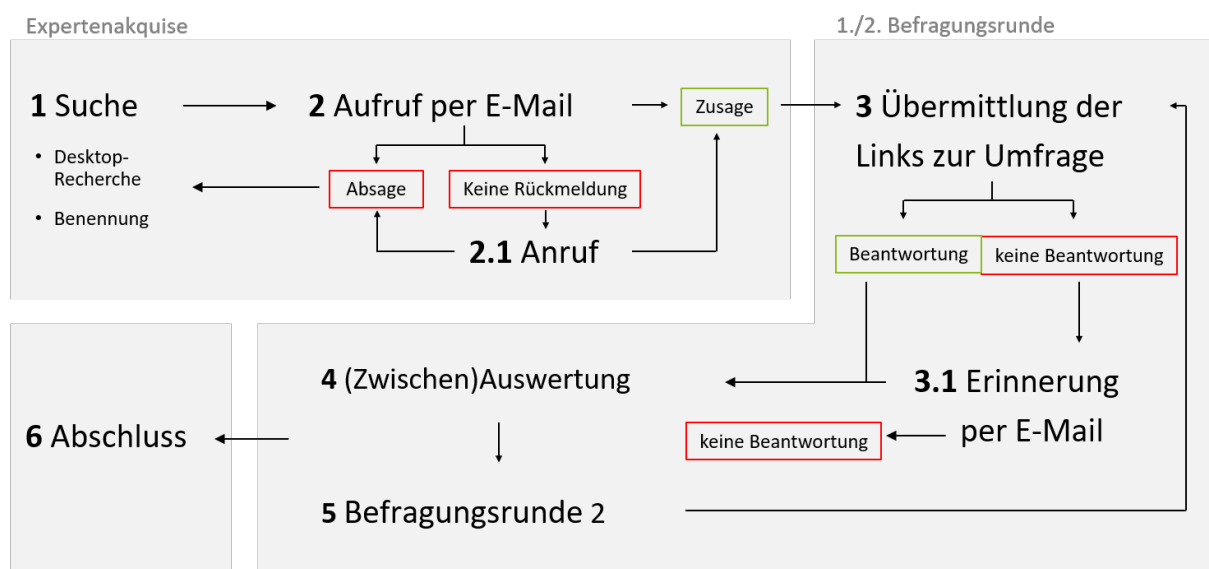 Expertenakquise
1./2. Befragungsrunde
1 Suche
• Desktop-
Recherche
• Benennung
2 Aufruf per E-Mail
Zusage
Absage
Keine Rückmeldung
2.1 Anruf
3 Übermittlung der
Links zur Umfrage
Beantwortung
keine Beantwortung
3.1 Erinnerung
per E-Mail
keine Beantwortung
4 (Zwischen)Auswertung
5 Befragungsrunde 2
6 Abschluss